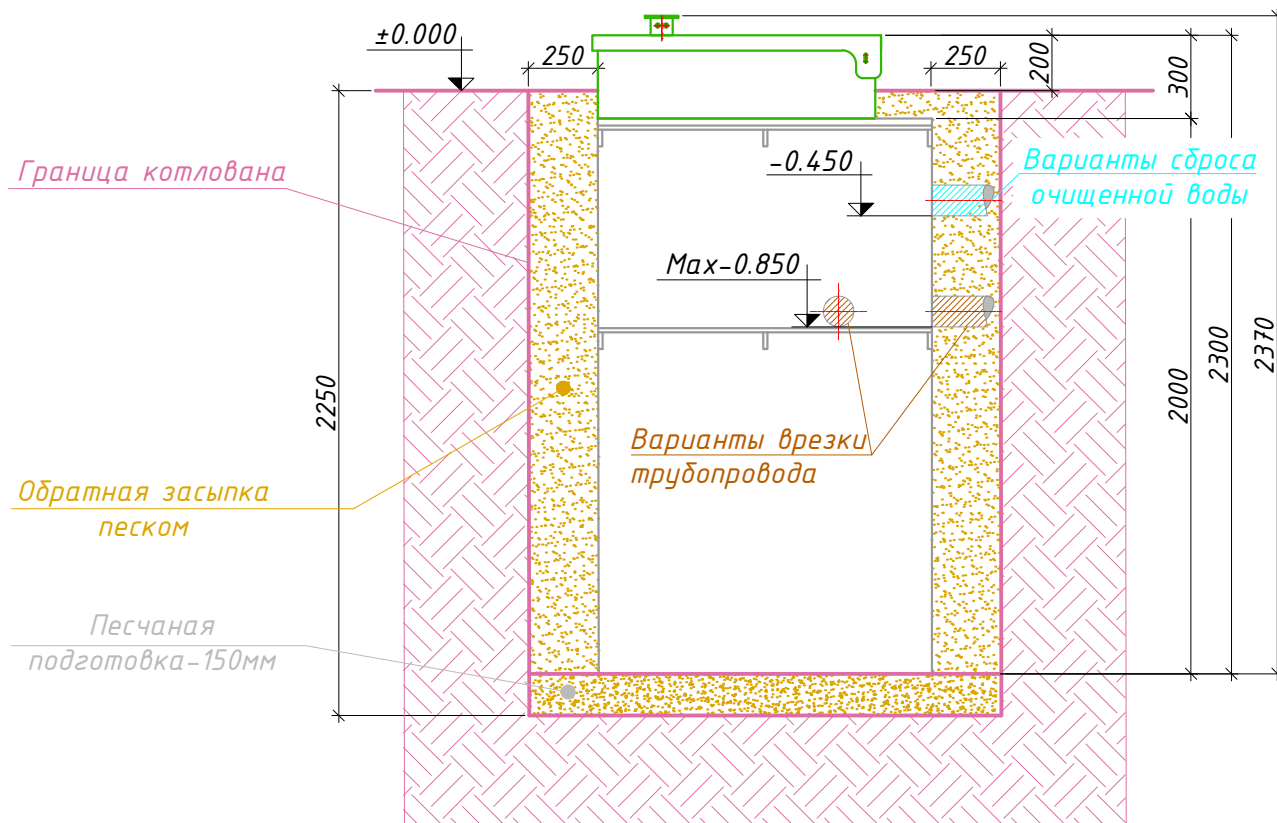 ±0.000
250
250
200
300
Граница котлована
-0.450
Варианты сброса
очищенной воды
Max-0.850
2250
2000
2300
2370
Варианты врезки
трубопровода
Обратная засыпка
песком
Песчаная
подготовка-150мм